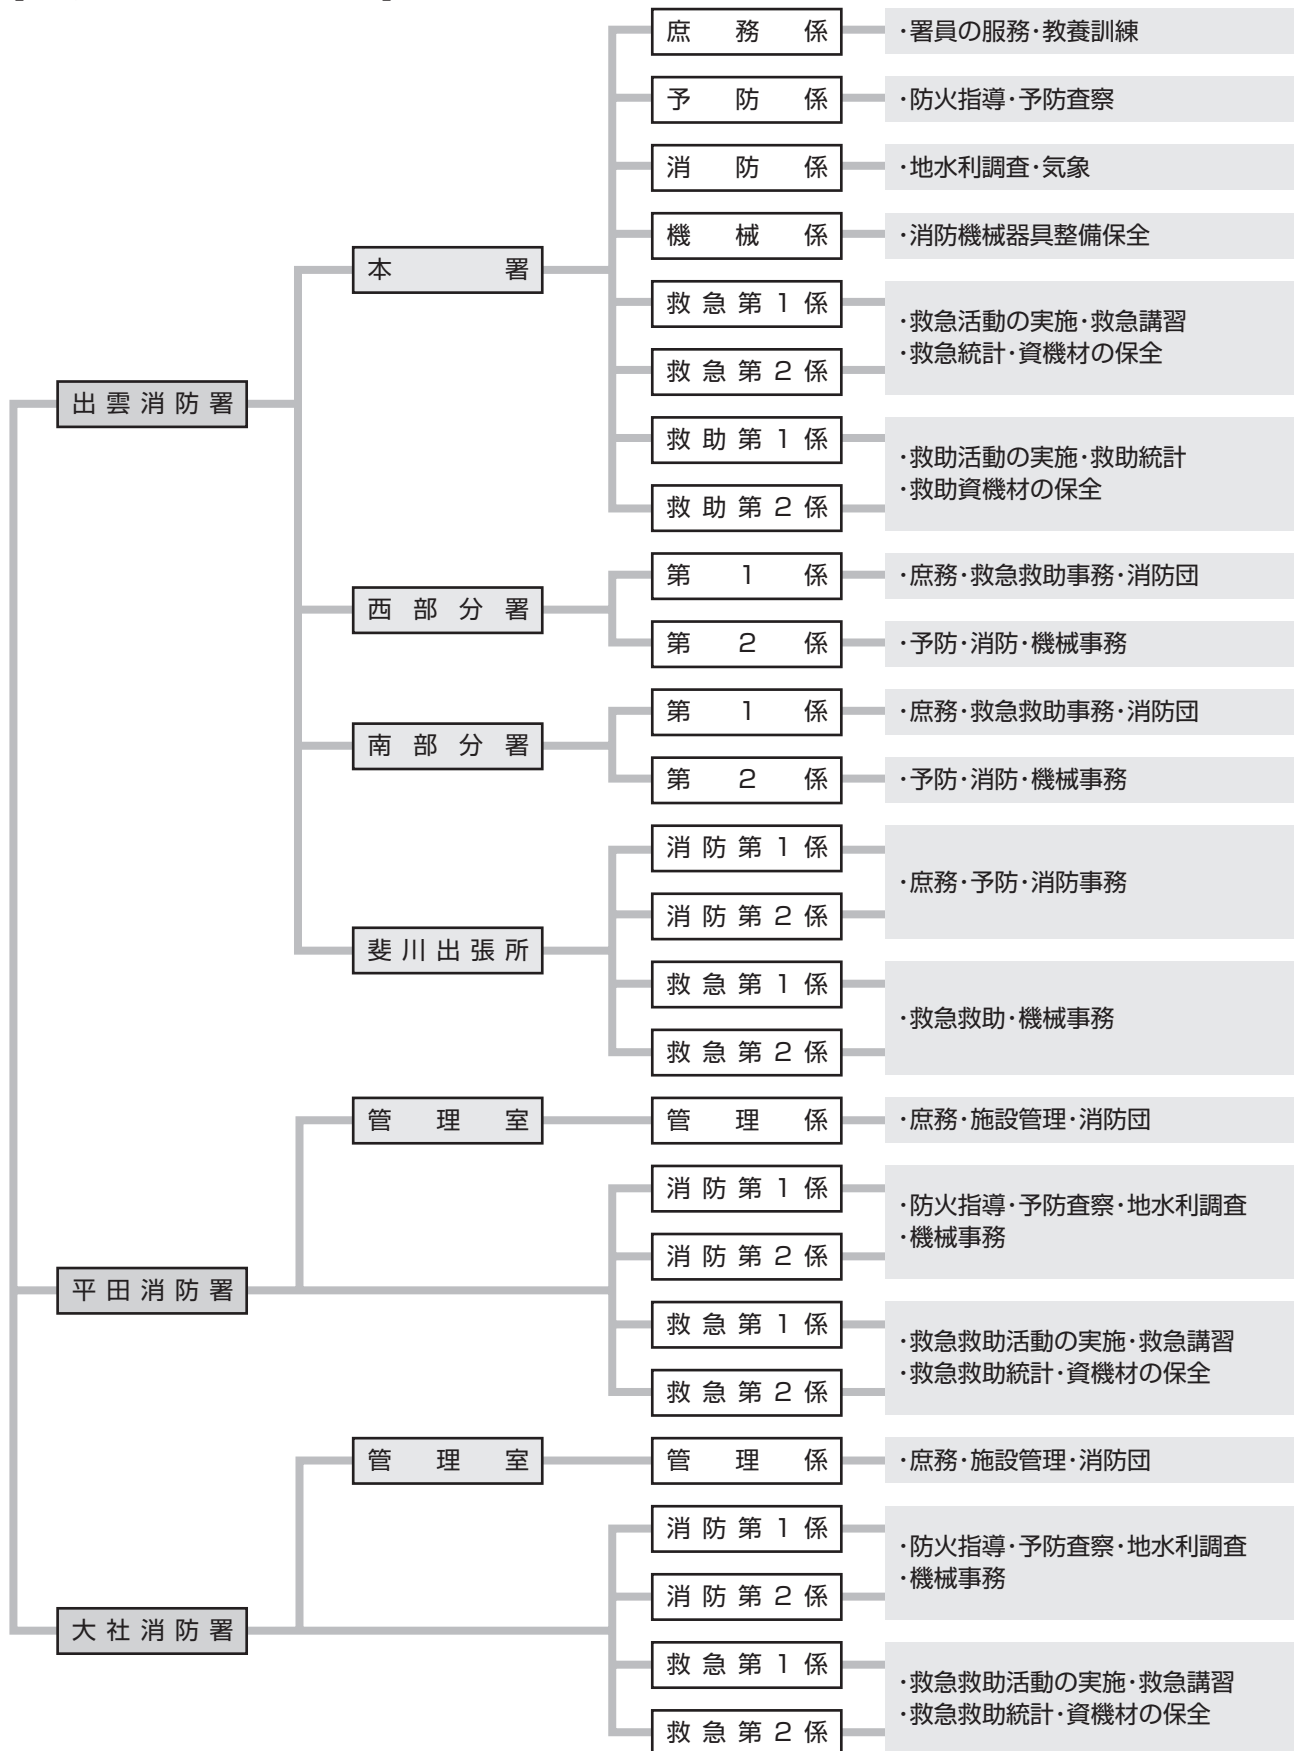 庶務係
・署員の服務・教養訓練
予防係
・防火指導・予防査察
消防係
・地水利調査・気象
機械係
・消防機械器具整備保全
本署
救急第1係
・救急活動の実施・救急講習
・救急統計・資機材の保全
救急第2係
出雲消防署
救助第1係
・救助活動の実施・救助統計
・救助資機材の保全
救助第2係
西部分署
第1係
・庶務・救急救助事務・消防団
第2係
・予防・消防・機械事務
南部分署
第1係
・庶務・救急救助事務・消防団
第2係
・予防・消防・機械事務
斐川出張所
消防第1係
・庶務・予防・消防事務
消防第2係
救急第1係
・救急救助・機械事務
救急第2係
管理室
管理係
・庶務・施設管理・消防団
消防第1係
・防火指導・予防査察・地水利調査
・機械事務
消防第2係
平田消防署
救急第1係
・救急救助活動の実施・救急講習
・救急救助統計・資機材の保全
救急第2係
管理室
管理係
・庶務・施設管理・消防団
消防第1係
・防火指導・予防査察・地水利調査
・機械事務
消防第2係
大社消防署
救急第1係
・救急救助活動の実施・救急講習
・救急救助統計・資機材の保全
救急第2係